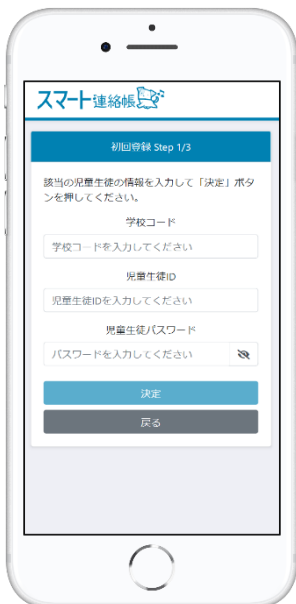 スマート連絡帳
初回登録 Step 1/3
該当の児童生徒の情報を入力して「決定」ボタ
ンを押してください。
学校コード
学校コードを入力してください
児童生徒ID
児童生徒IDを入力してください
児童生徒パスワード
パスワードを入力してください
決定
戻る